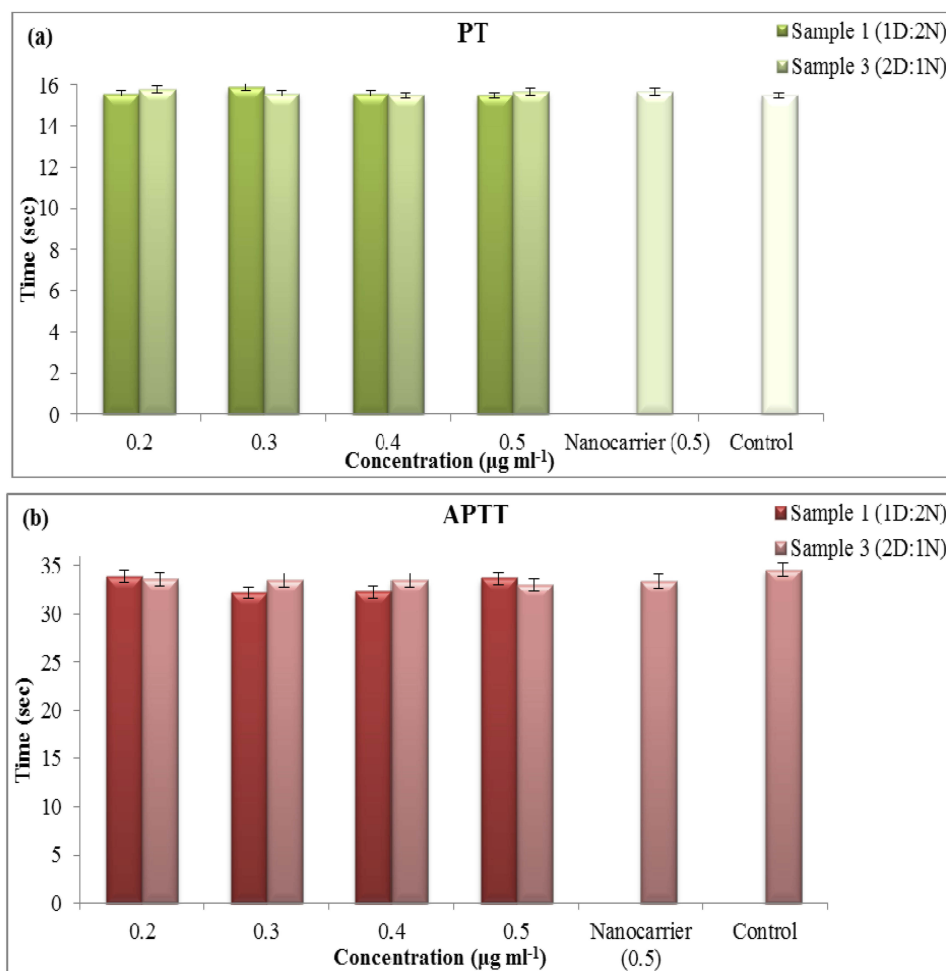 (a)
PT
Sample 1 (1D:2N)
Sample 3 (2D:1N)
Time (sec)
16
14
12
10
8
6
4
2
0
0.2 0.3 0.4 0.5 Nanocarrier (0.5) Control
Concentration (µg ml-1)
(b)
APTT
Sample 1 (1D:2N)
Sample 3 (2D:1N)
Time (sec)
35
30
25
20
15
10
5
0
0.2 0.3 0.4 0.5 Nanocarrier Control
(0.5)
Concentration (µg ml-1)